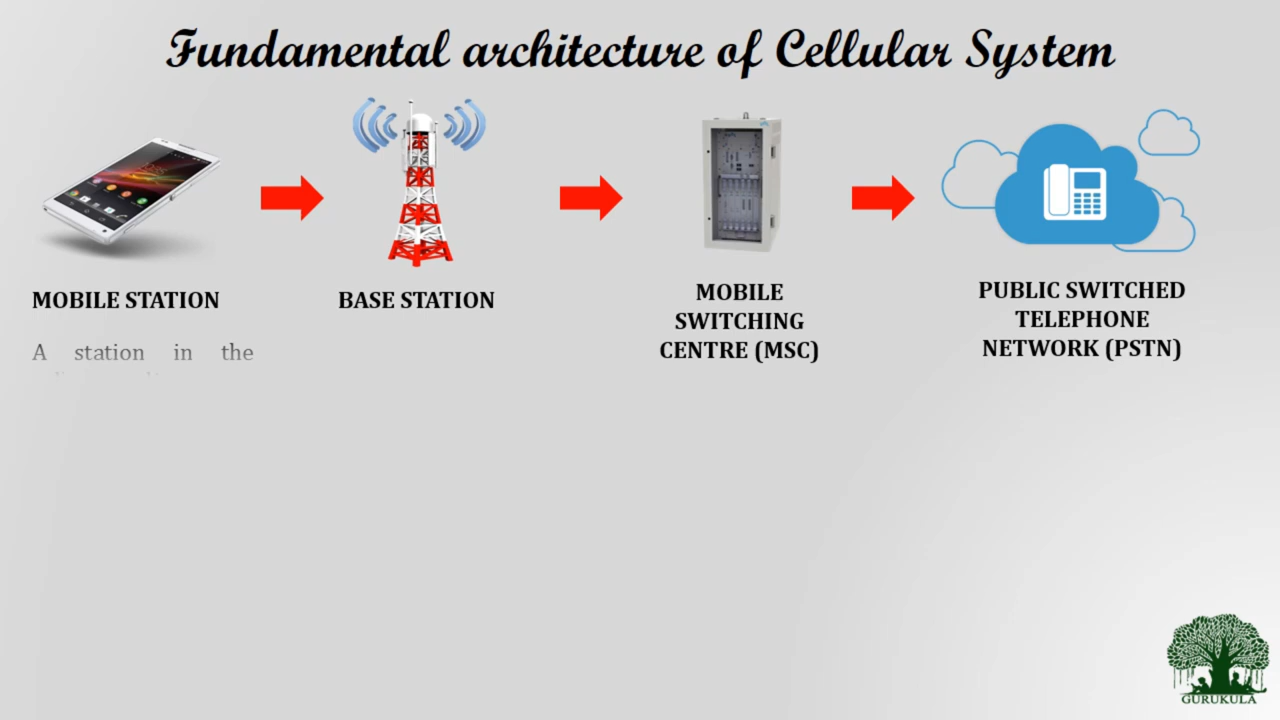 Fundamental architecture of Cellular System
MOBILE STATION
BASE STATION
MOBILE
SWITCHING
CENTRE (MSC)
PUBLIC SWITCHED
TELEPHONE
NETWORK (PSTN)
A station in the
GURUKULA